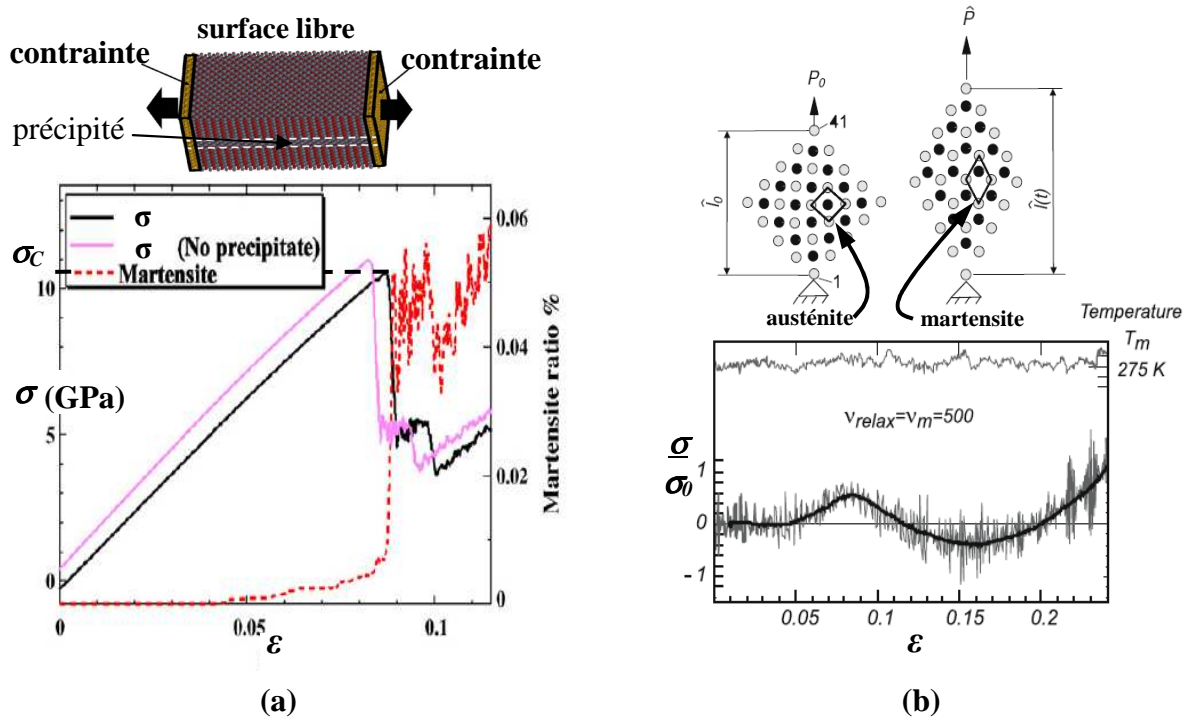 surface libre
contrainte
contrainte
précipité
σ
σ (No precipitate)
Martensite
σC
10
5
0
σ (GPa)
0.06
0.04
0.02
0
Martensite ratio %
0
0.05
0.1
ε
(a)
P̂
P₀
41
l̂₀
l̂(t)
1
austénite
martensite
Temperature
Tm
275 K
νrelax=νm=500
σ
σ0
1
0
- 1
0.05
0.1
0.15
0.2
ε
(b)